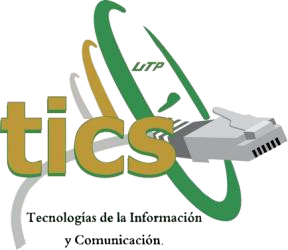 UTP
tics
Tecnologías de la Información
y Comunicación.